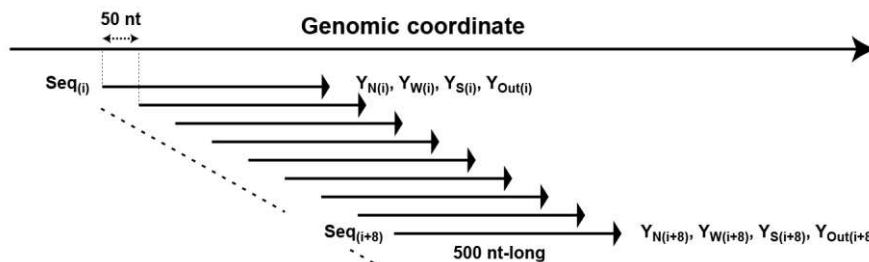 50 nt
Genomic coordinate
Seq(i) YN(i), YW(i), YS(i), YOut(i)
Seq(i+8) YN(i+8), YW(i+8), YS(i+8), YOut(i+8
500 nt-long